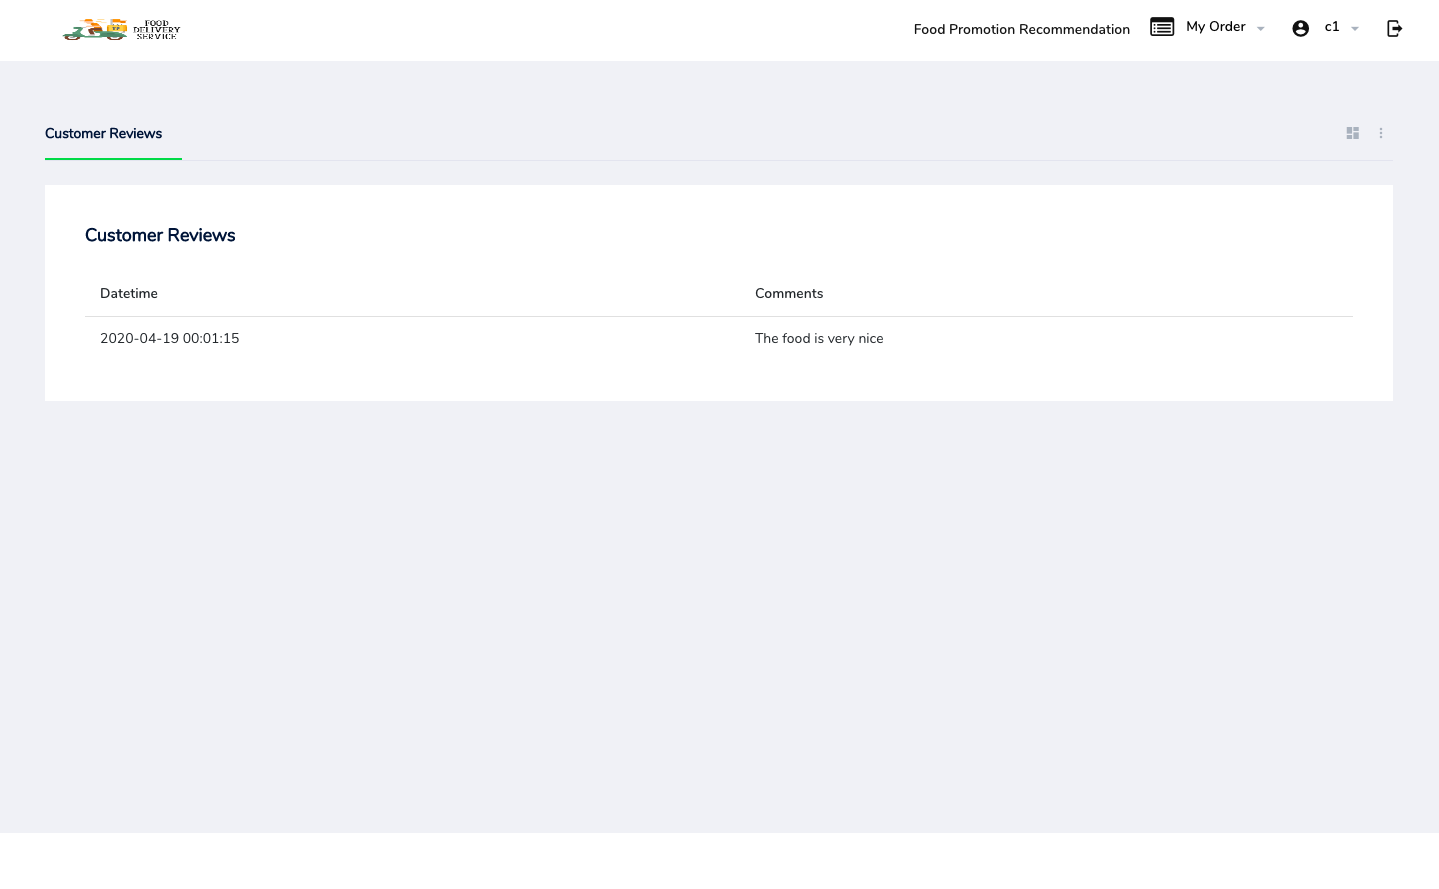 FOOD
DELIVERY
SERVICE
Food Promotion Recommendation
My Order
c1
Customer Reviews
Customer Reviews
Datetime Comments
2020-04-19 00:01:15 The food is very nice